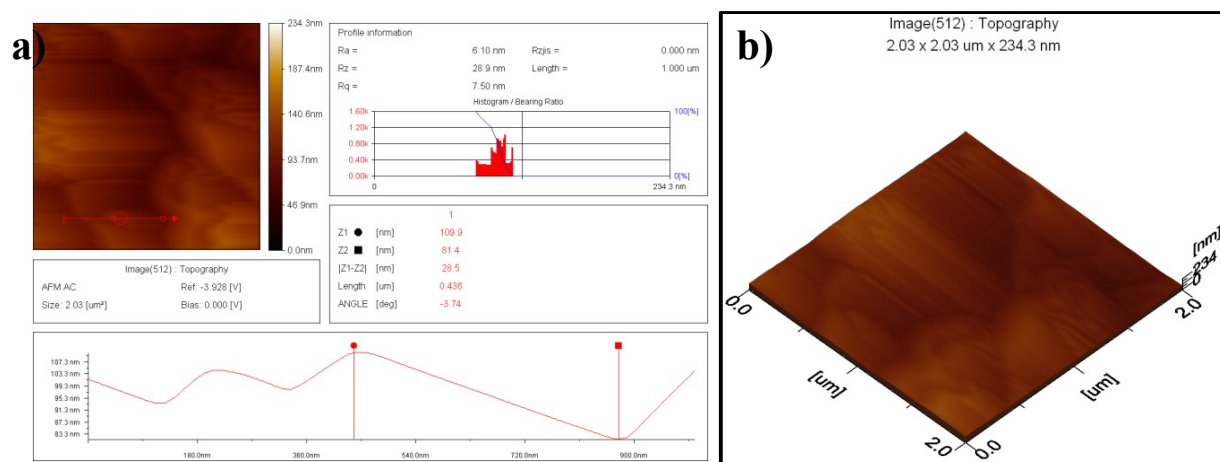 a)
234.3nm
187.4nm
140.6nm
93.7nm
46.9nm
0.0nm
Image(512) : Topography
AFM AC Ref: -3.928 [V]
Size: 2.03 [um²] Bias: 0.000 [V]
Profile information
Ra = 6.10 nm Rzjis = 0.000 nm
Rz = 28.9 nm Length = 1.000 um
Rq = 7.50 nm
Histogram / Bearing Ratio
1.60k 100[%]
1.20k
0.80k
0.40k
0.00k 0[%]
0 234.3 nm
1
Z1 [nm] 109.9
Z2 [nm] 81.4
|Z1-Z2| [nm] 28.5
Length [um] 0.436
ANGLE [deg] -3.74
107.3 nm
103.3 nm
99.3 nm
95.3 nm
91.3 nm
87.3 nm
83.3 nm
180.0nm 360.0nm 540.0nm 720.0nm 900.0nm
b)
Image(512) : Topography
2.03 x 2.03 um x 234.3 nm
[nm]
234
0
0.0
2.0
[um]
[um]
2.0
0.0